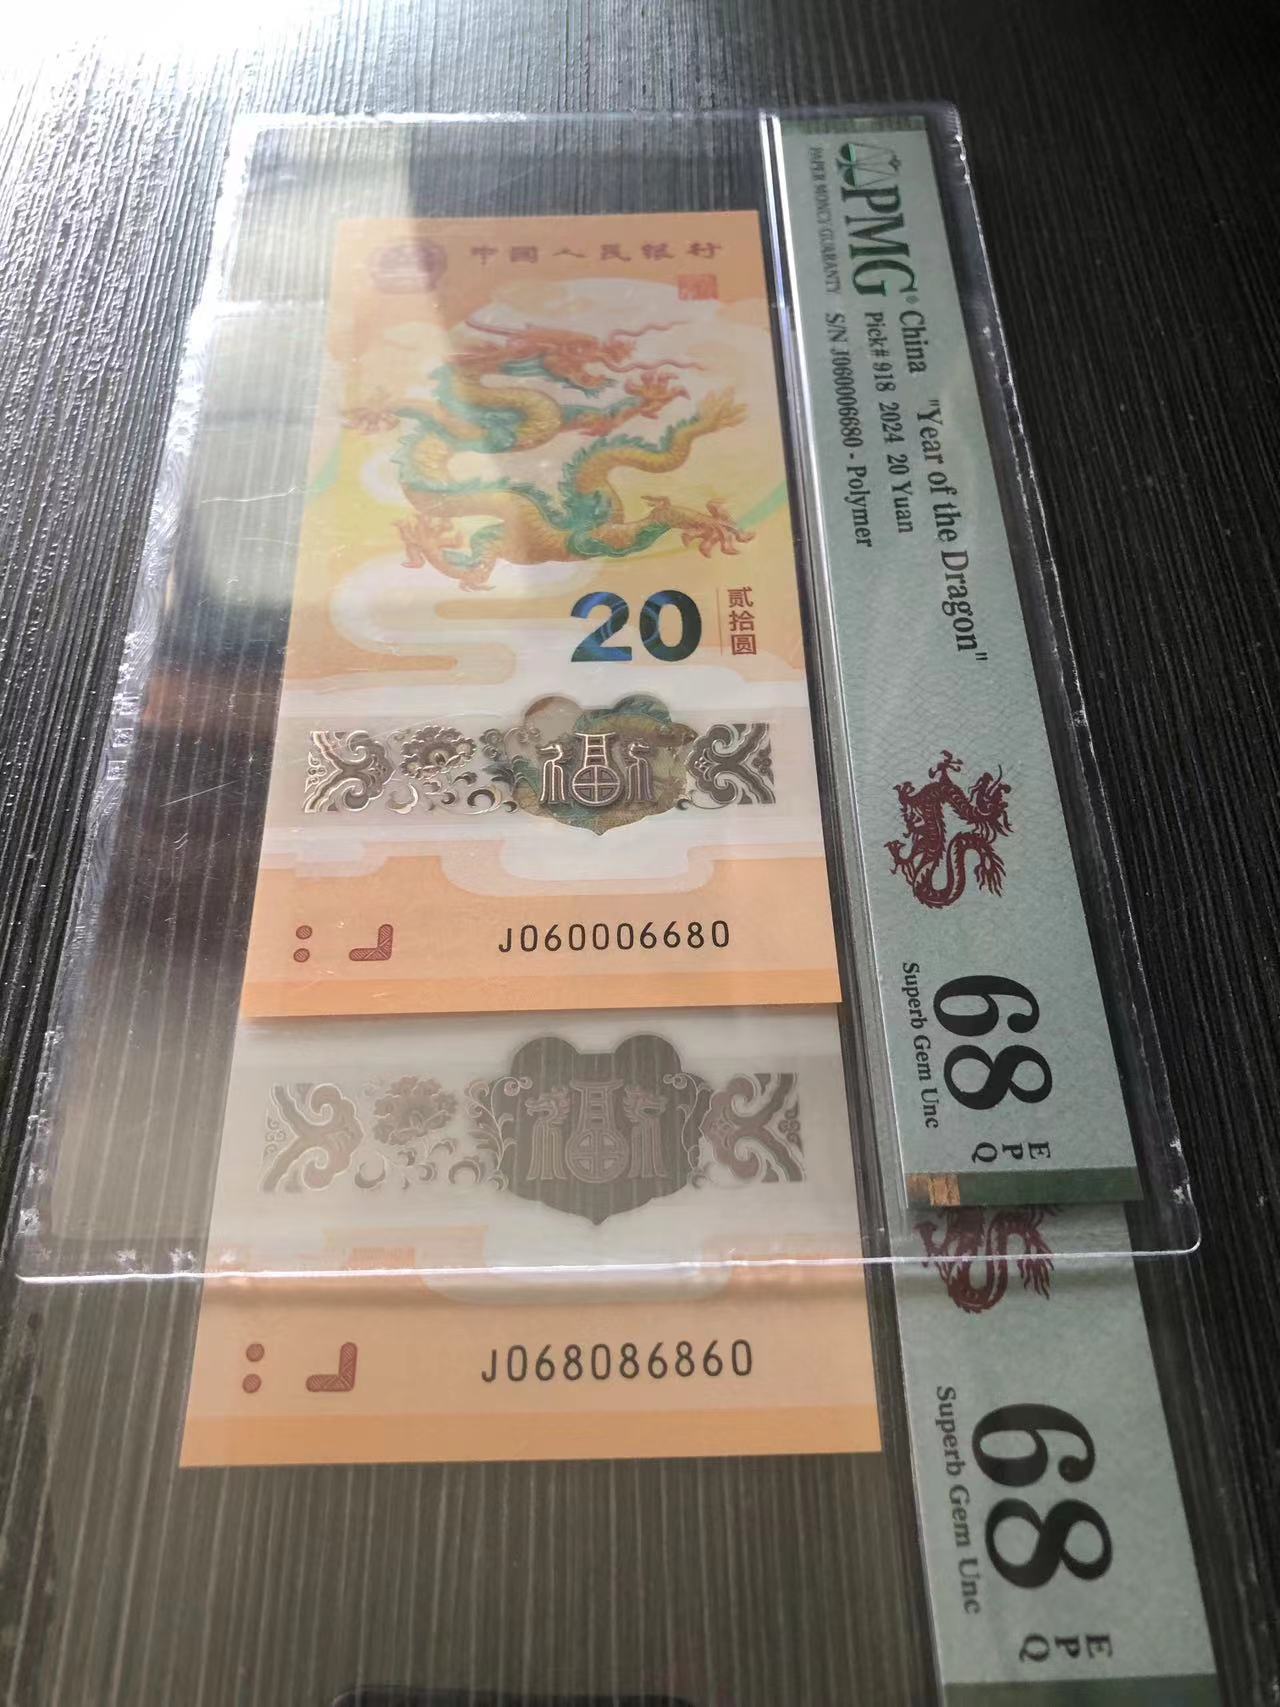 中国人民银行
20
贰拾圆
J060006680
J068086860
PMG
PAPER MONEY GUARANTY
China "Year of the Dragon"
Pick# 918 2024 20 Yuan
S/N J060006680 - Polymer
68
EPQ
Superb Gem Unc
68
EPQ
Superb Gem Unc